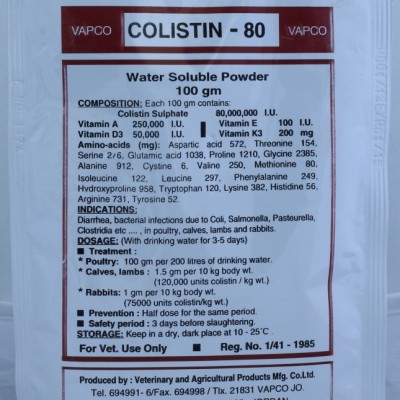 VAPCO COLISTIN - 80 VAPCO
Water Soluble Powder
100 gm
COMPOSITION: Each 100 gm contains:
Colistin Sulphate 80,000,000 I.U.
Vitamin A 250,000 I.U. Vitamin E 100 I.U.
Vitamin D3 50,000 I.U. Vitamin K3 200 mg
Amino-acids (mg): Aspartic acid 572, Threonine 154,
Serine 276, Glutamic acid 1038, Proline 1210, Glycine 2385,
Alanine 912, Cystine 6, Valine 250, Methionine 80,
Isoleucine 122, Leucine 297, Phenylalanine 249,
Hydroxyproline 958, Tryptophan 120, Lysine 382, Histidine 56,
Arginine 731, Tyrosine 52.
INDICATIONS:
Diarrhea, bacterial infections due to Coli, Salmonella, Pasteurella,
Clostridia etc .... , in poultry, calves, lambs and rabbits.
DOSAGE: (With drinking water for 3-5 days)
■ Treatment :
* Poultry: 100 gm per 200 litres of drinking water.
* Calves, lambs : 1.5 gm per 10 kg body wt.
(120,000 units colistin / kg wt.)
* Rabbits: 1 gm per 10 kg body wt.
(75000 units colistin/kg wt.)
■ Prevention : Half dose for the same period.
■ Safety period : 3 days before slaughtering.
STORAGE: Keep in a dry, dark place at 10 - 25°C .
For Vet. Use Only ■ Reg. No. 1/41 - 1985
Produced by : Veterinary and Agricultural Products Mfg. Co.Ltd.
Tel. 694991- 6/Fax. 694998 / Tlx. 21831 VAPCO JO.